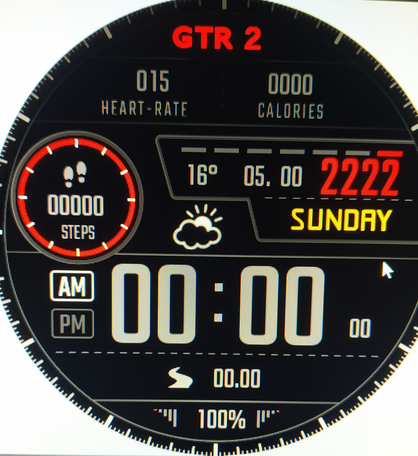 GTR 2
015 0000
HEART-RATE CALORIES
16° 05. 00 2222
00000
STEPS
SUNDAY
AM
PM
00:00 00
00.00
100%